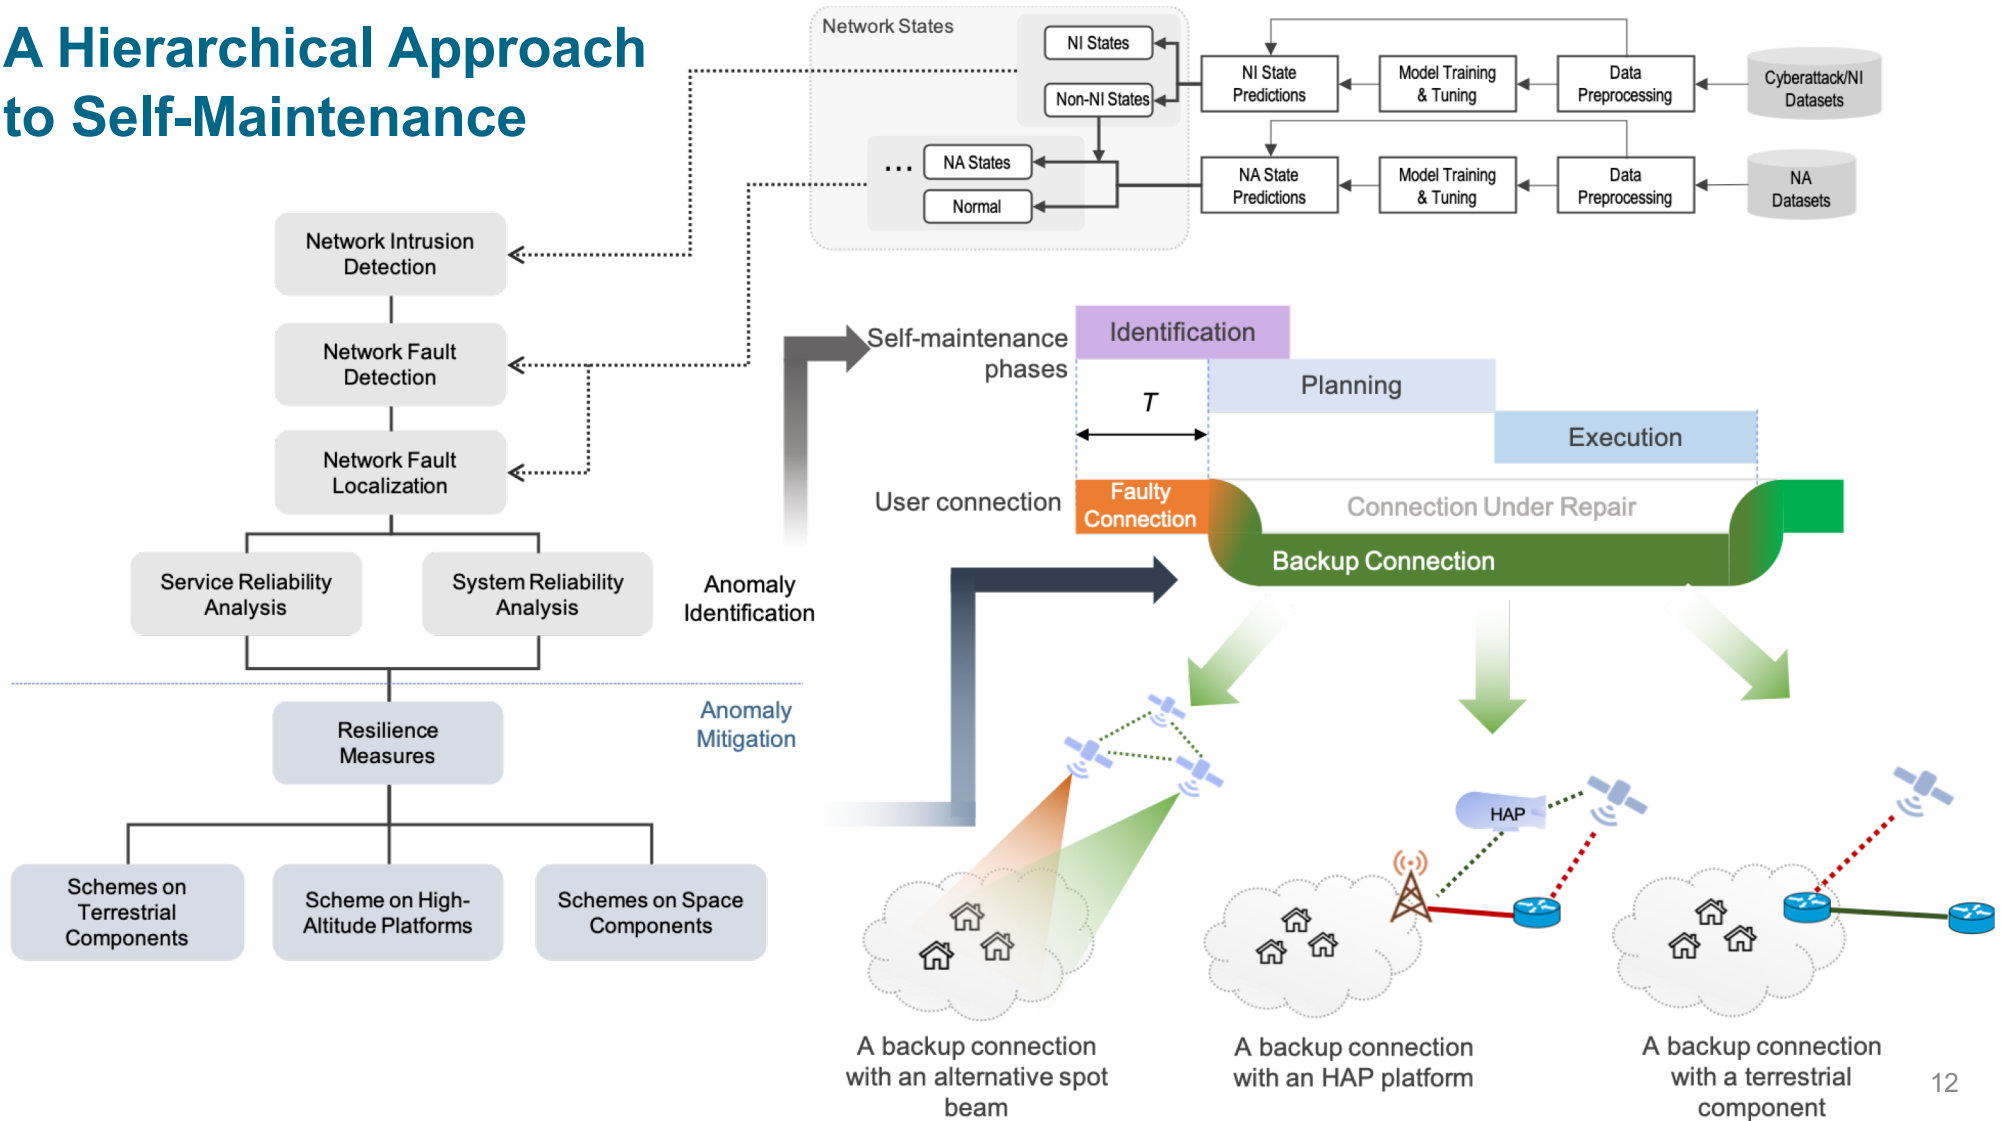 A Hierarchical Approach
to Self-Maintenance
Network States
NI States
Non-NI States
...
NA States
Normal
NI State
Predictions
Model Training
& Tuning
Data
Preprocessing
Cyberattack/NI
Datasets
NA State
Predictions
Model Training
& Tuning
Data
Preprocessing
NA
Datasets
Network Intrusion
Detection
Network Fault
Detection
Network Fault
Localization
Service Reliability
Analysis
System Reliability
Analysis
Anomaly
Identification
Anomaly
Mitigation
Resilience
Measures
Schemes on
Terrestrial
Components
Scheme on High-
Altitude Platforms
Schemes on Space
Components
Self-maintenance
phases
Identification
Planning
T
Execution
User connection
Faulty
Connection
Connection Under Repair
Backup Connection
HAP
A backup connection
with an alternative spot
beam
A backup connection
with an HAP platform
A backup connection
with a terrestrial
component
12